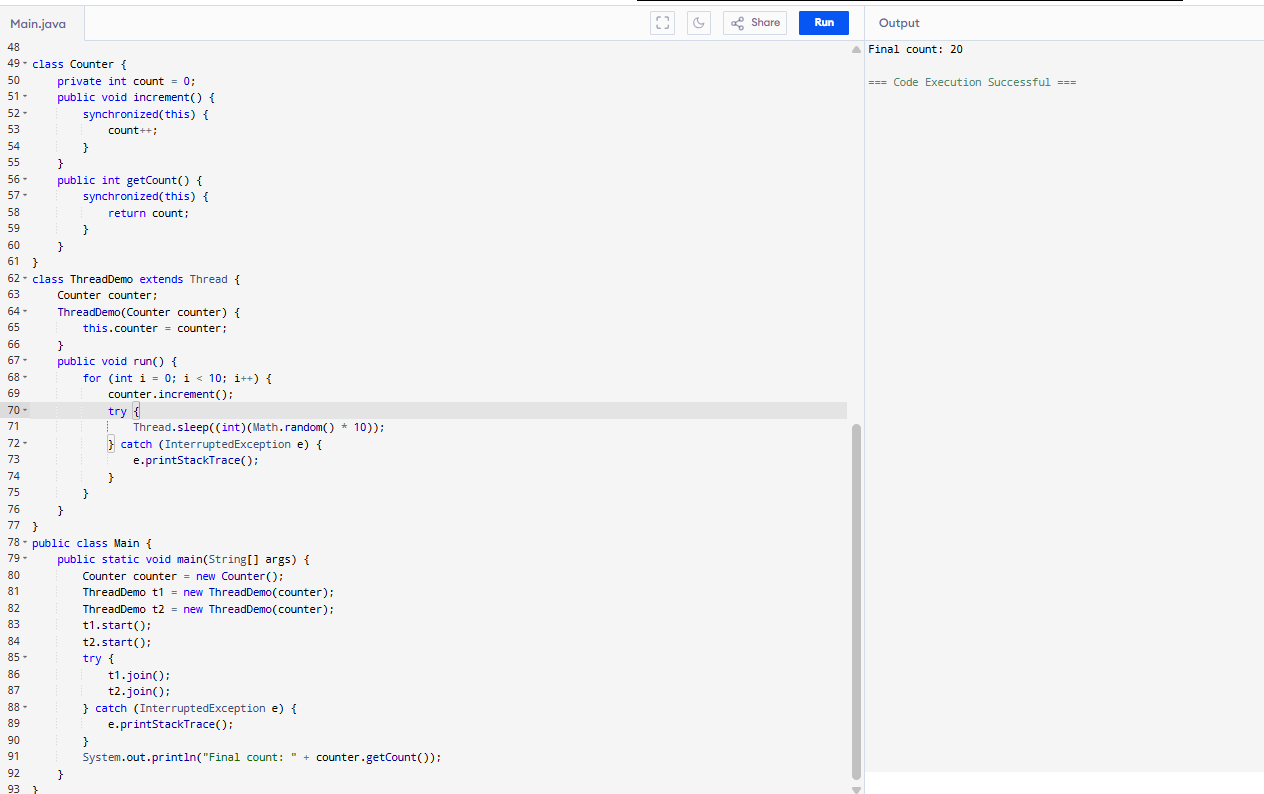 Main.java
Share
Run
Output
48
49 class Counter {
50     private int count = 0;
51     public void increment() {
52         synchronized(this) {
53             count++;
54         }
55     }
56     public int getCount() {
57         synchronized(this) {
58             return count;
59         }
60     }
61 }
62 class ThreadDemo extends Thread {
63     Counter counter;
64     ThreadDemo(Counter counter) {
65         this.counter = counter;
66     }
67     public void run() {
68         for (int i = 0; i < 10; i++) {
69             counter.increment();
70             try {
71                 Thread.sleep((int)(Math.random() * 10));
72             } catch (InterruptedException e) {
73                 e.printStackTrace();
74             }
75         }
76     }
77 }
78 public class Main {
79     public static void main(String[] args) {
80         Counter counter = new Counter();
81         ThreadDemo t1 = new ThreadDemo(counter);
82         ThreadDemo t2 = new ThreadDemo(counter);
83         t1.start();
84         t2.start();
85         try {
86             t1.join();
87             t2.join();
88         } catch (InterruptedException e) {
89             e.printStackTrace();
90         }
91         System.out.println("Final count: " + counter.getCount());
92     }
93 }
Final count: 20
=== Code Execution Successful ===